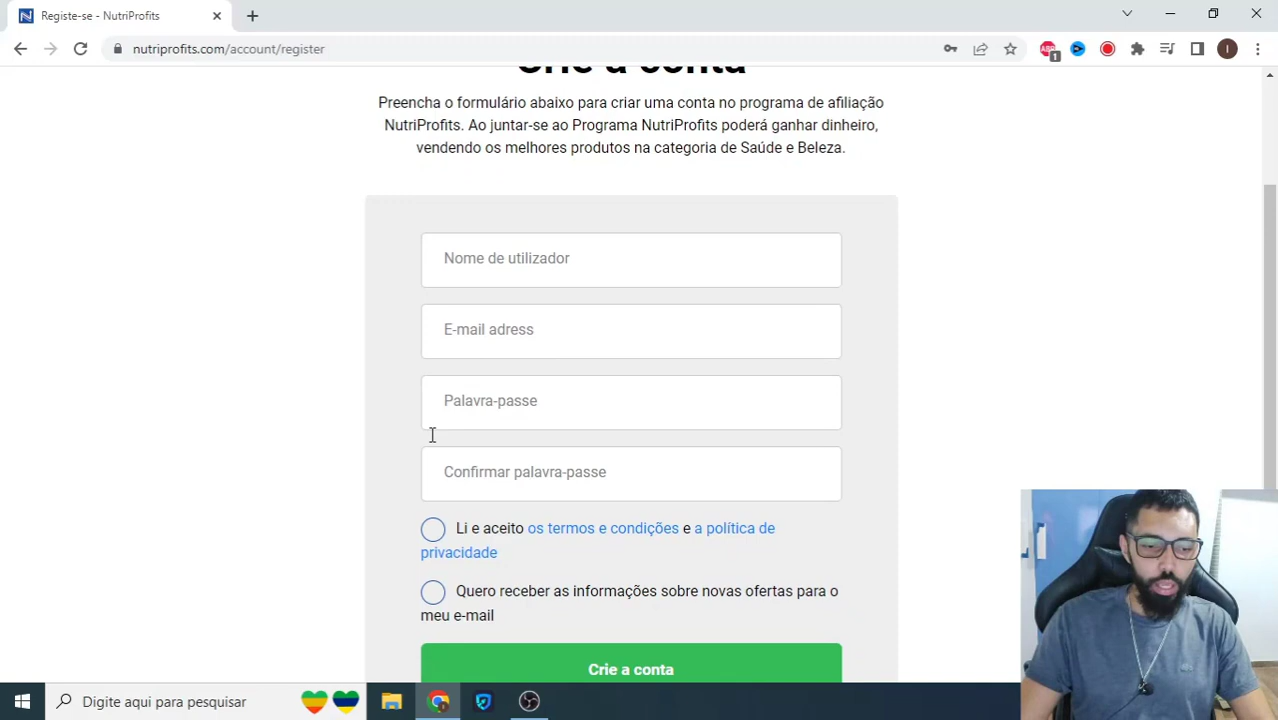 Registe-se - NutriProfits
nutriprofits.com/account/register
ABP
1
I
Crie a conta
Preencha o formulário abaixo para criar uma conta no programa de afiliação
NutriProfits. Ao juntar-se ao Programa NutriProfits poderá ganhar dinheiro,
vendendo os melhores produtos na categoria de Saúde e Beleza.
Nome de utilizador
E-mail adress
Palavra-passe
Confirmar palavra-passe
Li e aceito os termos e condições e a política de
privacidade
Quero receber as informações sobre novas ofertas para o
meu e-mail
Crie a conta
Digite aqui para pesquisar